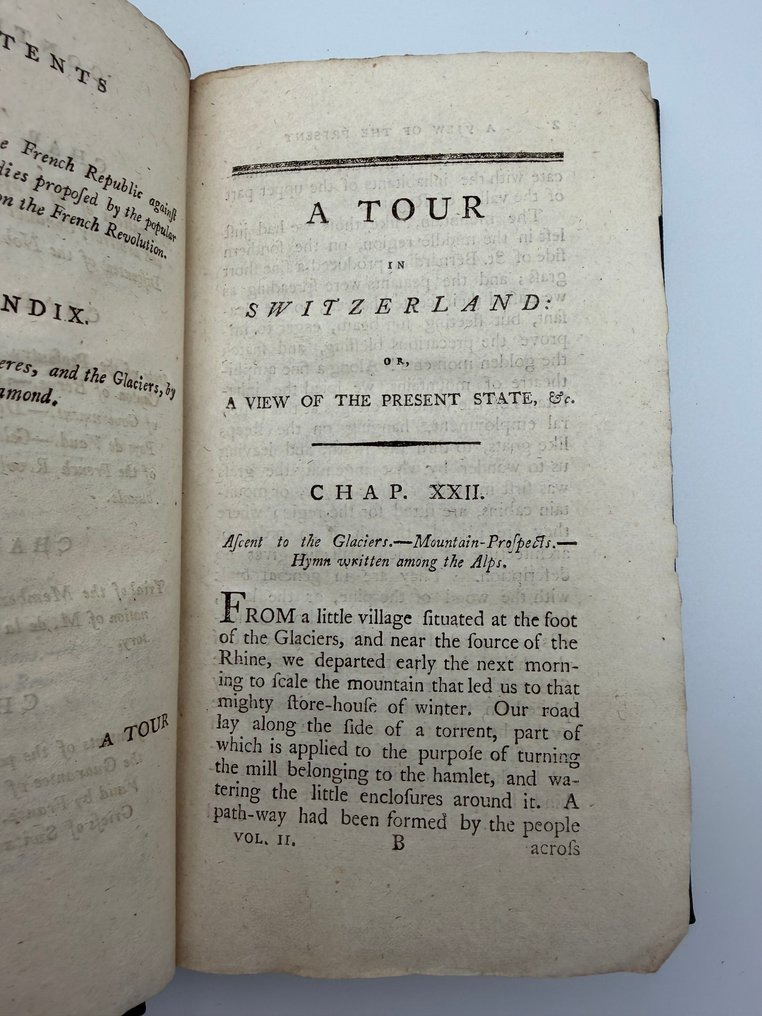 TENTS
e French Republic againſt
dies propoſed by the popular
on the French Revolution.
NDIX.
eres, and the Glaciers, by
amond.
A TOUR
A TOUR
IN
SWITZERLAND:
OR,
A VIEW OF THE PRESENT STATE, &c.
CHAP. XXII.
Aſcent to the Glaciers.—Mountain-Proſpects.—
Hymn written among the Alps.
FROM a little village ſituated at the foot
of the Glaciers, and near the ſource of the
Rhine, we departed early the next morn-
ing to ſcale the mountain that led us to that
mighty ſtore-houſe of winter. Our road
lay along the ſide of a torrent, part of
which is applied to the purpoſe of turning
the mill belonging to the hamlet, and wa-
tering the little encloſures around it. A
path-way had been formed by the people
VOL. II. B acroſs